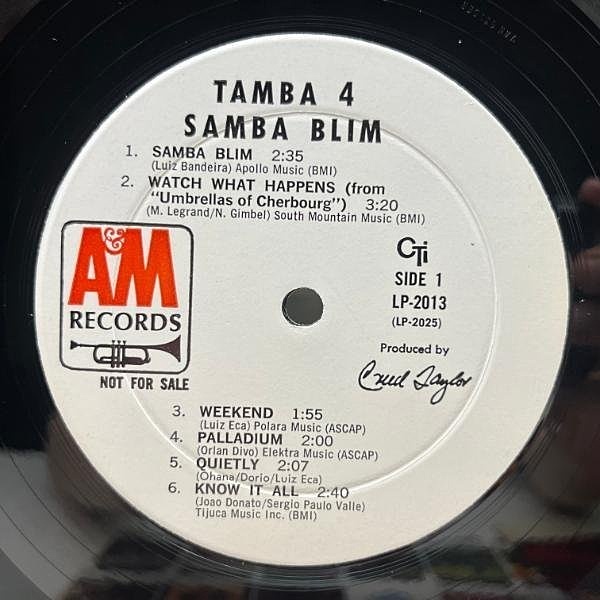 TAMBA 4
SAMBA BLIM
1. SAMBA BLIM 2:35
(Luiz Bandeira) Apollo Music (BMI)
2. WATCH WHAT HAPPENS (from
"Umbrellas of Cherbourg") 3:20
(M. Legrand/N. Gimbel) South Mountain Music (BMI)
A&M
RECORDS
NOT FOR SALE
CTi
SIDE 1
LP-2013
(LP-2025)
Produced by
Creed Taylor
3. WEEKEND 1:55
(Luiz Eca) Polara Music (ASCAP)
4. PALLADIUM 2:00
(Orlan Divo) Elektra Music (ASCAP)
5. QUIETLY 2:07
(Ohana/Dorio/Luiz Eca)
6. KNOW IT ALL 2:40
(Joao Donato/Sergio Paulo Valle)
Tijuca Music Inc. (BMI)